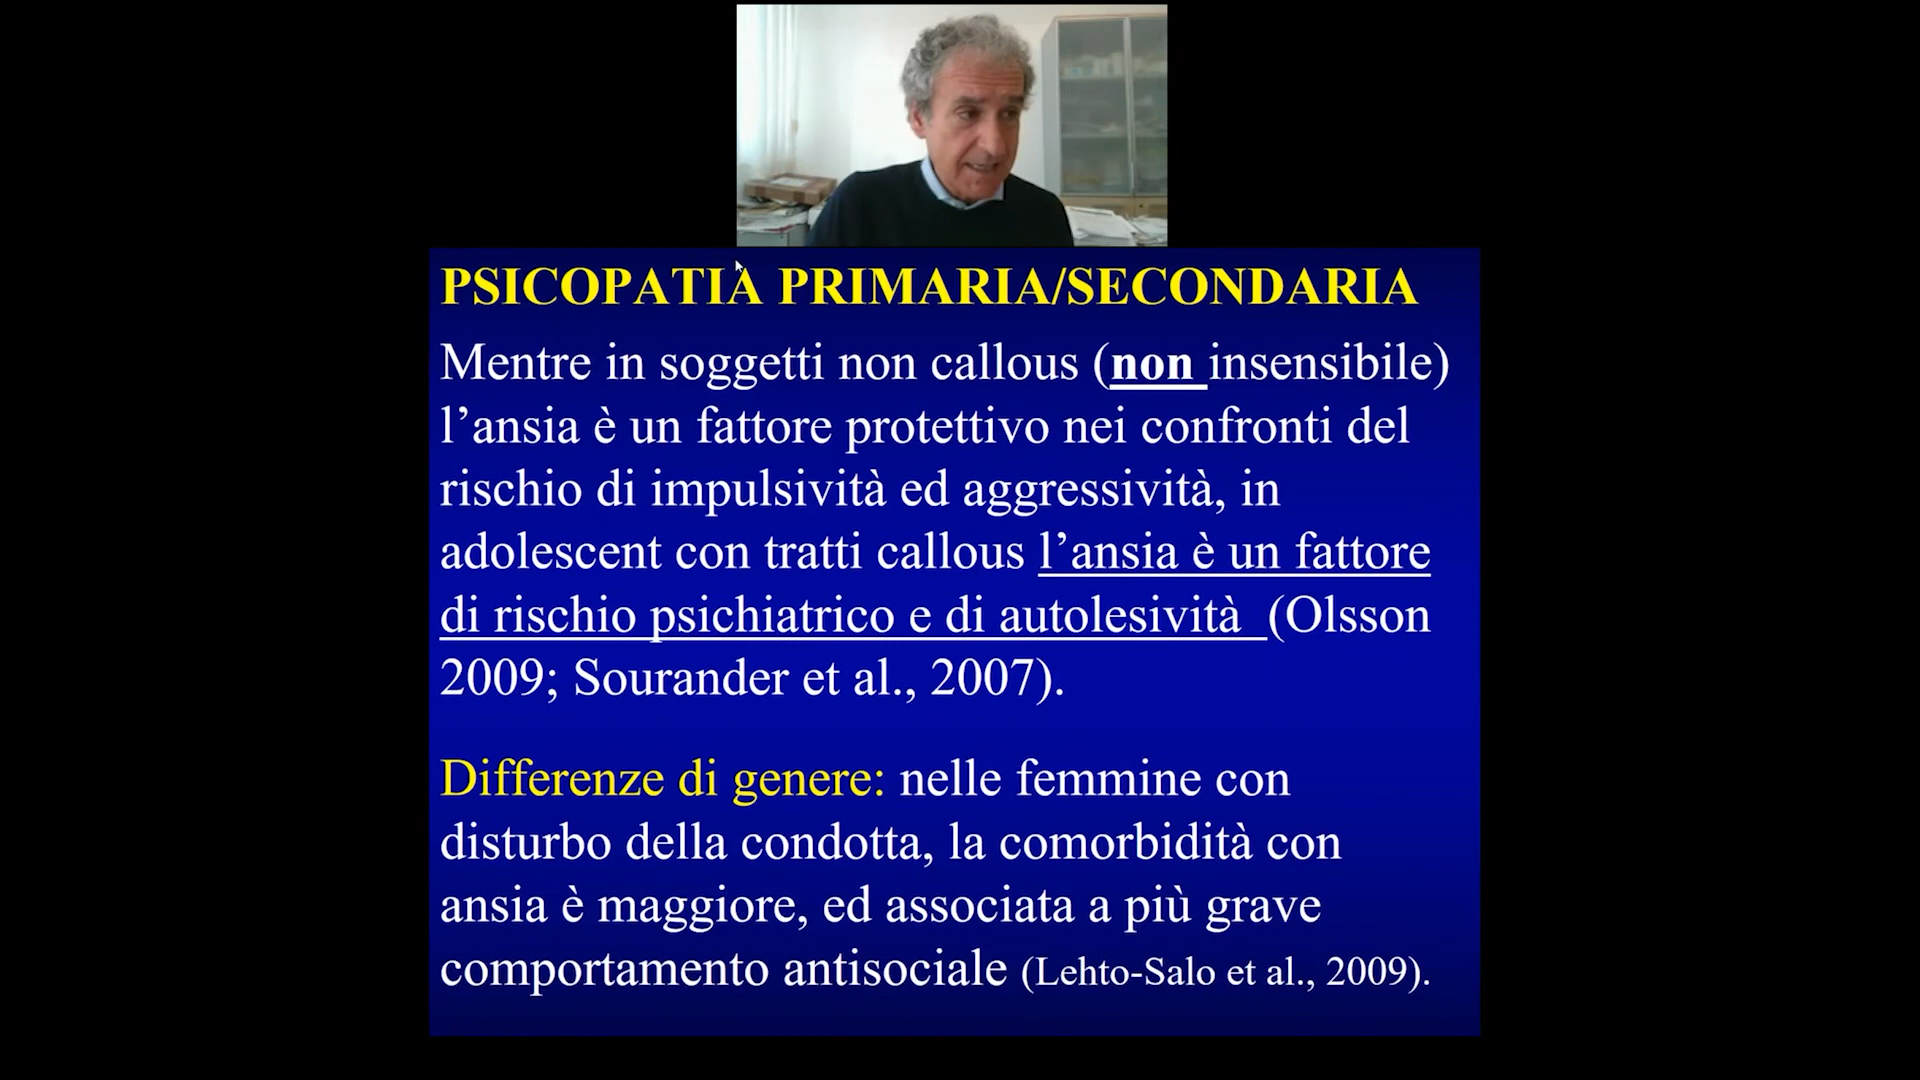 PSICOPATIA PRIMARIA/SECONDARIA
Mentre in soggetti non callous (non insensibile)
l’ansia è un fattore protettivo nei confronti del
rischio di impulsività ed aggressività, in
adolescent con tratti callous l’ansia è un fattore
di rischio psichiatrico e di autolesività (Olsson
2009; Sourander et al., 2007).
Differenze di genere: nelle femmine con
disturbo della condotta, la comorbidità con
ansia è maggiore, ed associata a più grave
comportamento antisociale (Lehto-Salo et al., 2009).